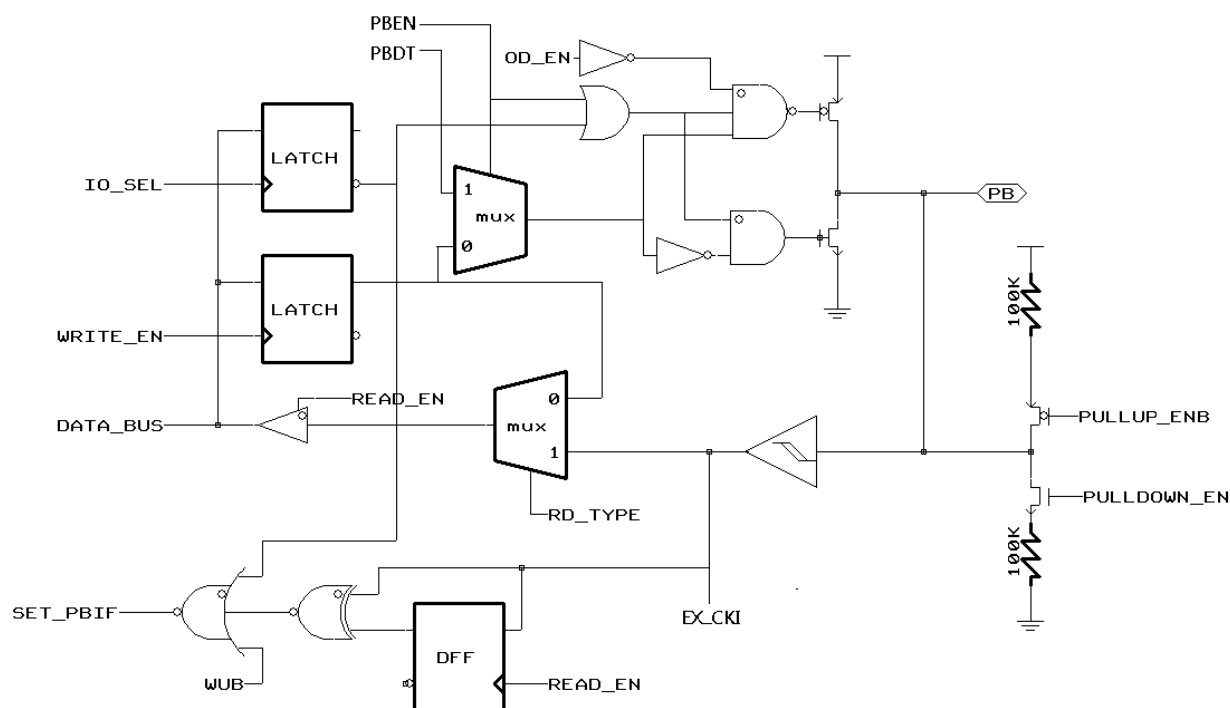 PBEN
PBDT
OD_EN
LATCH
IO_SEL
1
mux
0
PB
LATCH
100K
WRITE_EN
READ_EN
0
DATA_BUS
mux
PULLUP_ENB
1
PULLDOWN_EN
RD_TYPE
100K
SET_PBIF
EX_CKI
DFF
WUB
READ_EN